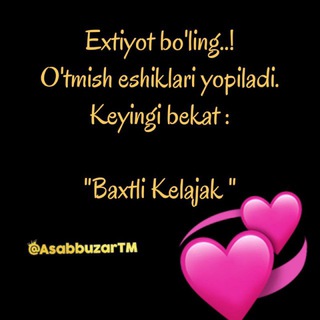 Extiyot bo'ling..!
O'tmish eshiklari yopiladi.
Keyingi bekat :
"Baxtli Kelajak "
@AsabbuzarTM